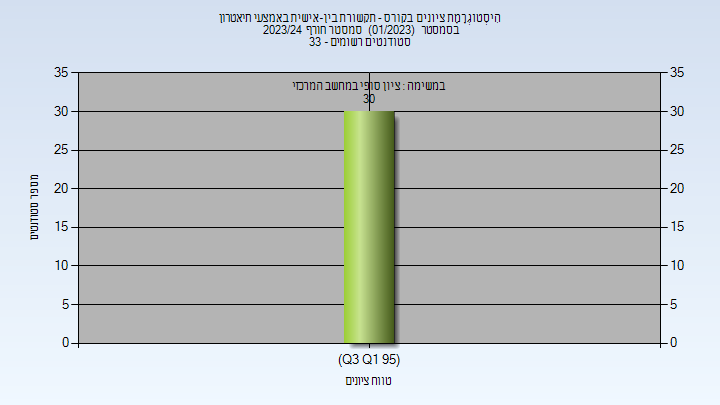 היסטוגרמת ציונים בקורס - תקשורת בין-אישית באמצעי תיאטרון
בסמסטר (01/2023) סמסטר חורף 2023/24
סטודנטים רשומים - 33
במשימה : ציון סופי במחשב המרכזי
30
35 35
30 30
25 25
20 20
15 15
10 10
5 5
0 0
מספר סטודנטים
(Q3 Q1 95)
טווח ציונים